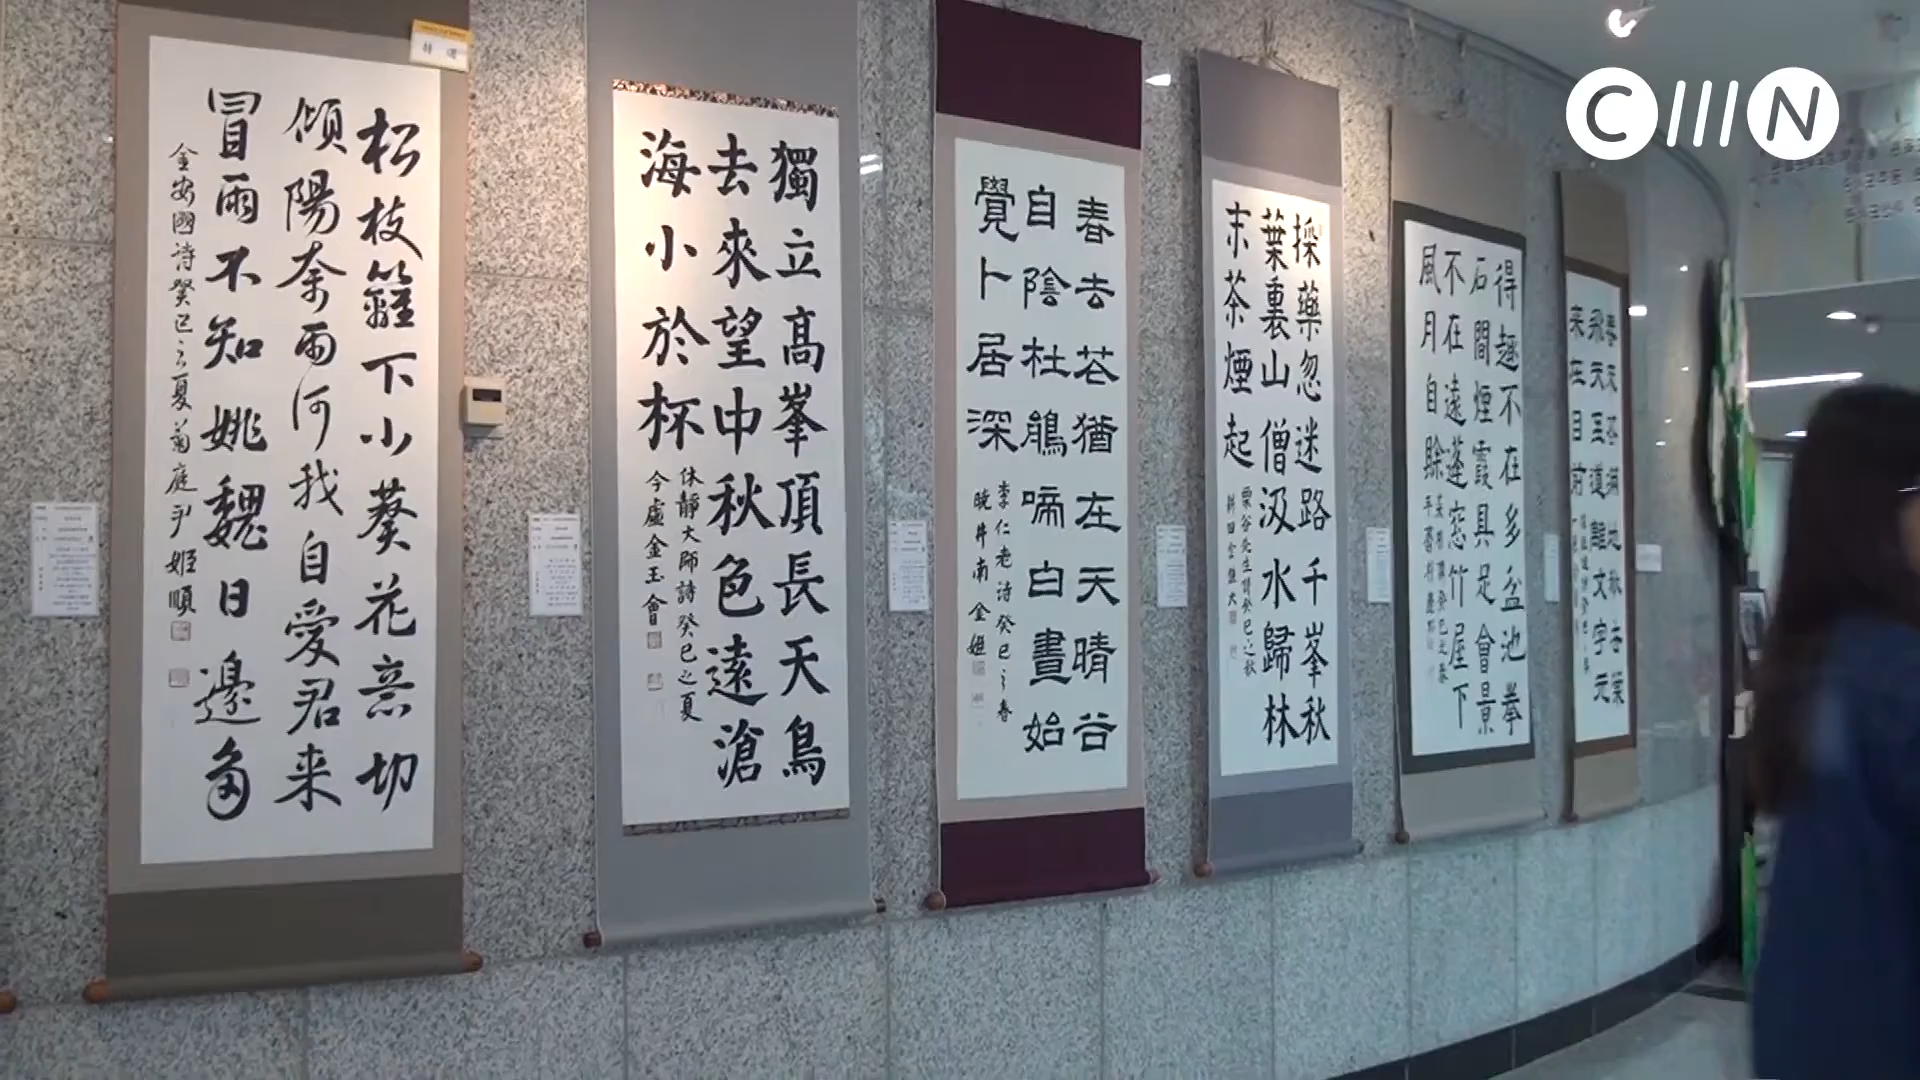 C///N
特選
松枝籬下小葵花意切
傾陽奈雨何我自愛君来
冒雨不知姚魏日邊多
金安國詩癸巳之夏菊庭尹姬順
獨立高峯頂長天鳥
去來望中秋色遠滄
海小於杯
休靜大師詩癸巳之夏
今虛金玉會
春去花猶在天晴谷
自陰杜鵑啼白晝始
覺卜居深
李仁老詩癸巳之春
曉井南金姬
採藥忽迷路千峯秋
葉裏山僧汲水歸林
末茶煙起
栗谷先生詩癸巳之秋
得趣不在多盆池拳
石間煙霞具足會景
不在遠蓬窓竹屋下
風月自賒